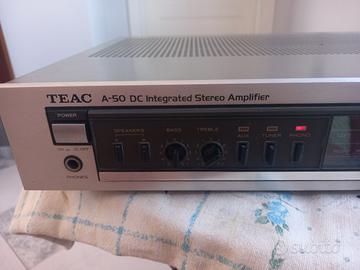 TEAC A-50 DC Integrated Stereo Amplifier
POWER
SPEAKERS BASS TREBLE AUX TUNER PHONO
PHONES
subito